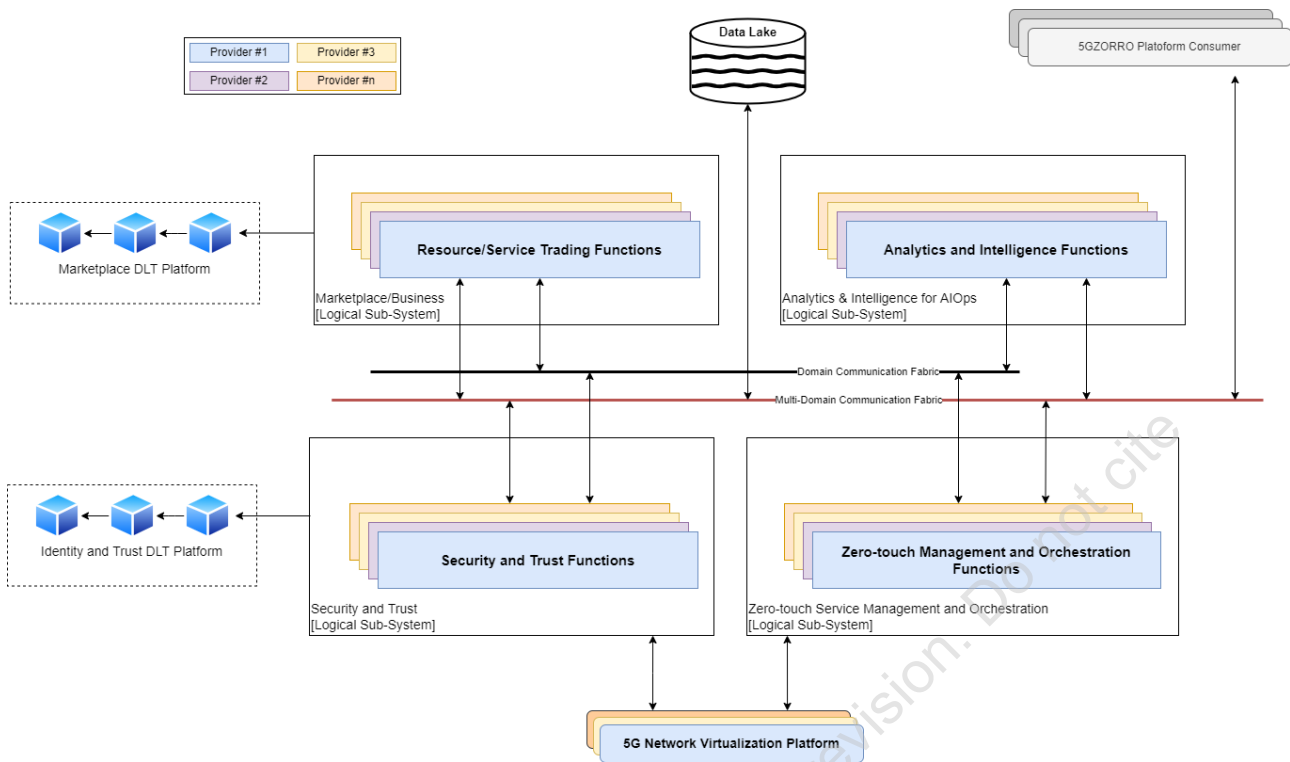 Data Lake
5GZORRO Platoform Consumer
Provider #1
Provider #3
Provider #2
Provider #n
Resource/Service Trading Functions
Analytics and Intelligence Functions
Marketplace DLT Platform
Marketplace/Business
[Logical Sub-System]
Analytics & Intelligence for AIOps
[Logical Sub-System]
Domain Communication Fabric
Multi-Domain Communication Fabric
Identity and Trust DLT Platform
Security and Trust Functions
Zero-touch Management and Orchestration
Functions
Security and Trust
[Logical Sub-System]
Zero-touch Service Management and Orchestration
[Logical Sub-System]
5G Network Virtualization Platform
evision. Do not cite